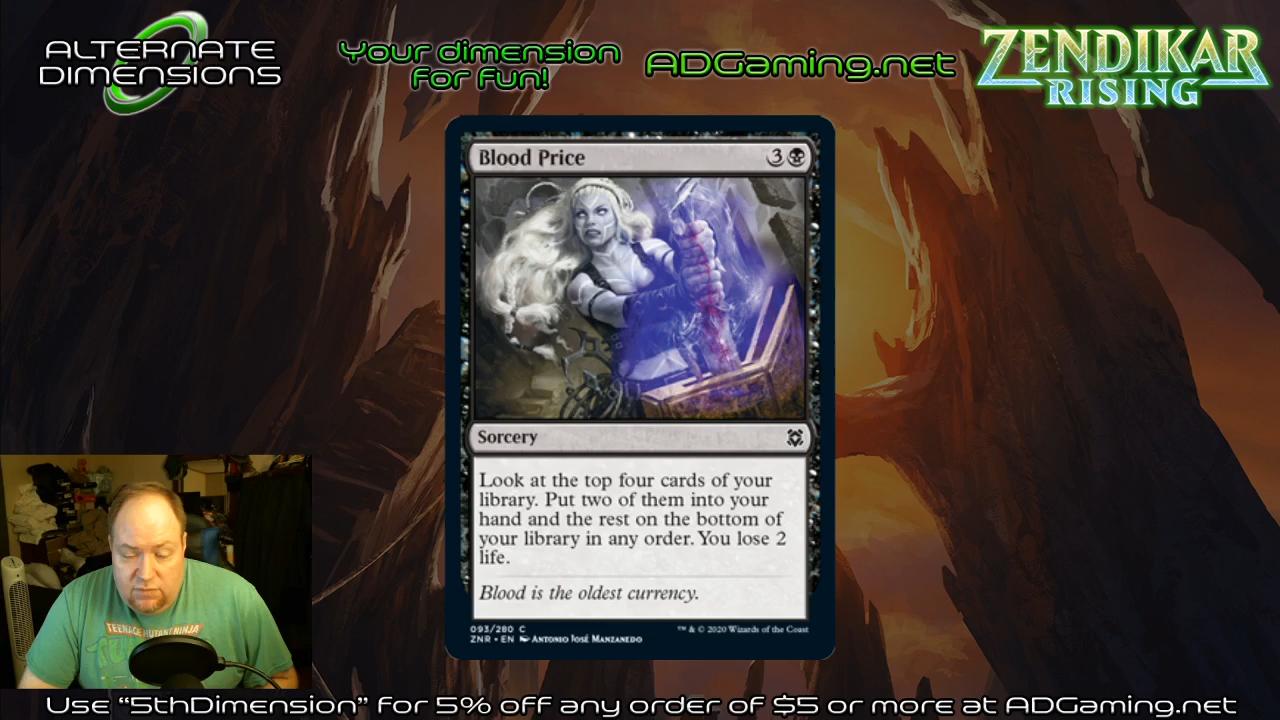 ALTERNATE
DIMENSIONS
Your dimension
for fun!
ADGaming.net
ZENDIKAR
RISING
Blood Price
3
Sorcery
Look at the top four cards of your
library. Put two of them into your
hand and the rest on the bottom of
your library in any order. You lose 2
life.
Blood is the oldest currency.
093/280 C
ZNR • EN Antonio José Manzanedo
™ & © 2020 Wizards of the Coast
TEENAGE MUTANT NINJA
Use “5thDimension” for 5% off any order of $5 or more at ADGaming.net